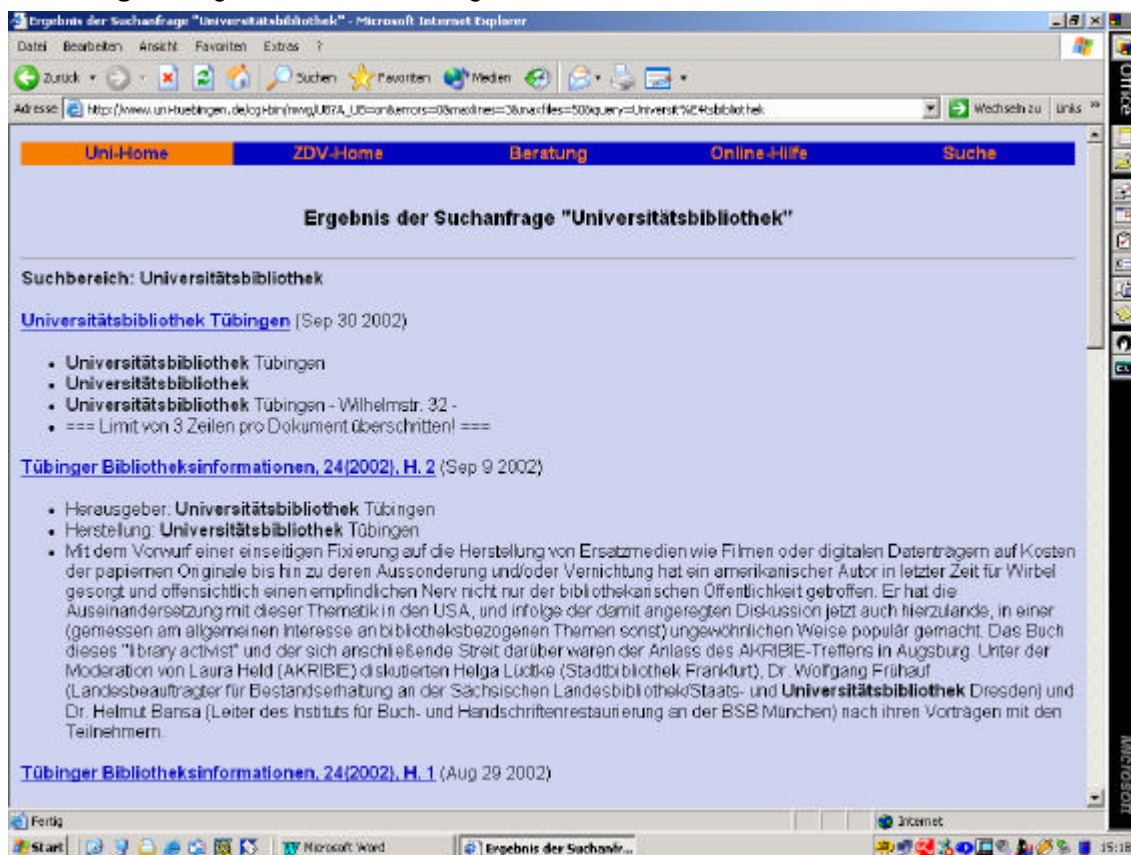 Ergebnis der Suchanfrage "Universitätsbibliothek" - Microsoft Internet Explorer
Datei Bearbeiten Ansicht Favoriten Extras ?
Zurück Suchen Favoriten Medien
Adresse Wechseln zu Links »
Office
Uni-Home ZDV-Home Beratung Online-Hilfe Suche
Ergebnis der Suchanfrage "Universitätsbibliothek"
Suchbereich: Universitätsbibliothek
Universitätsbibliothek Tübingen (Sep 30 2002)
• Universitätsbibliothek Tübingen
• Universitätsbibliothek
• Universitätsbibliothek Tübingen - Wilhelmstr. 32 -
• === Limit von 3 Zeilen pro Dokument überschritten! ===
Tübinger Bibliotheksinformationen, 24(2002), H. 2 (Sep 9 2002)
• Herausgeber: Universitätsbibliothek Tübingen
• Herstellung: Universitätsbibliothek Tübingen
• Mit dem Vorwurf einer einseitigen Fixierung auf die Herstellung von Ersatzmedien wie Filmen oder digitalen Datenträgern auf Kosten
der papiernen Originale bis hin zu deren Aussonderung und/oder Vernichtung hat ein amerikanischer Autor in letzter Zeit für Wirbel
gesorgt und offensichtlich einen empfindlichen Nerv nicht nur der bibliothekarischen Öffentlichkeit getroffen. Er hat die
Auseinandersetzung mit dieser Thematik in den USA, und infolge der damit angeregten Diskussion jetzt auch hierzulande, in einer
(gemessen am allgemeinen Interesse an bibliotheksbezogenen Themen sonst) ungewöhnlichen Weise populär gemacht. Das Buch
dieses "library activist" und der sich anschließende Streit darüber waren der Anlass des AKRIBIE-Treffens in Augsburg. Unter der
Moderation von Laura Held (AKRIBIE) diskutierten Helga Lüdtke (Stadtbibliothek Frankfurt), Dr. Wolfgang Frühauf
(Landesbeauftragter für Bestandserhaltung an der Sächsischen Landesbibliothek/Staats- und Universitätsbibliothek Dresden) und
Dr. Helmut Bansa (Leiter des Instituts für Buch- und Handschriftenrestaurierung an der BSB München) nach ihren Vorträgen mit den
Teilnehmern.
Tübinger Bibliotheksinformationen, 24(2002), H. 1 (Aug 29 2002)
Microsoft
Fertig Internet
Start Microsoft Word Ergebnis der Suchanfr... 15:18